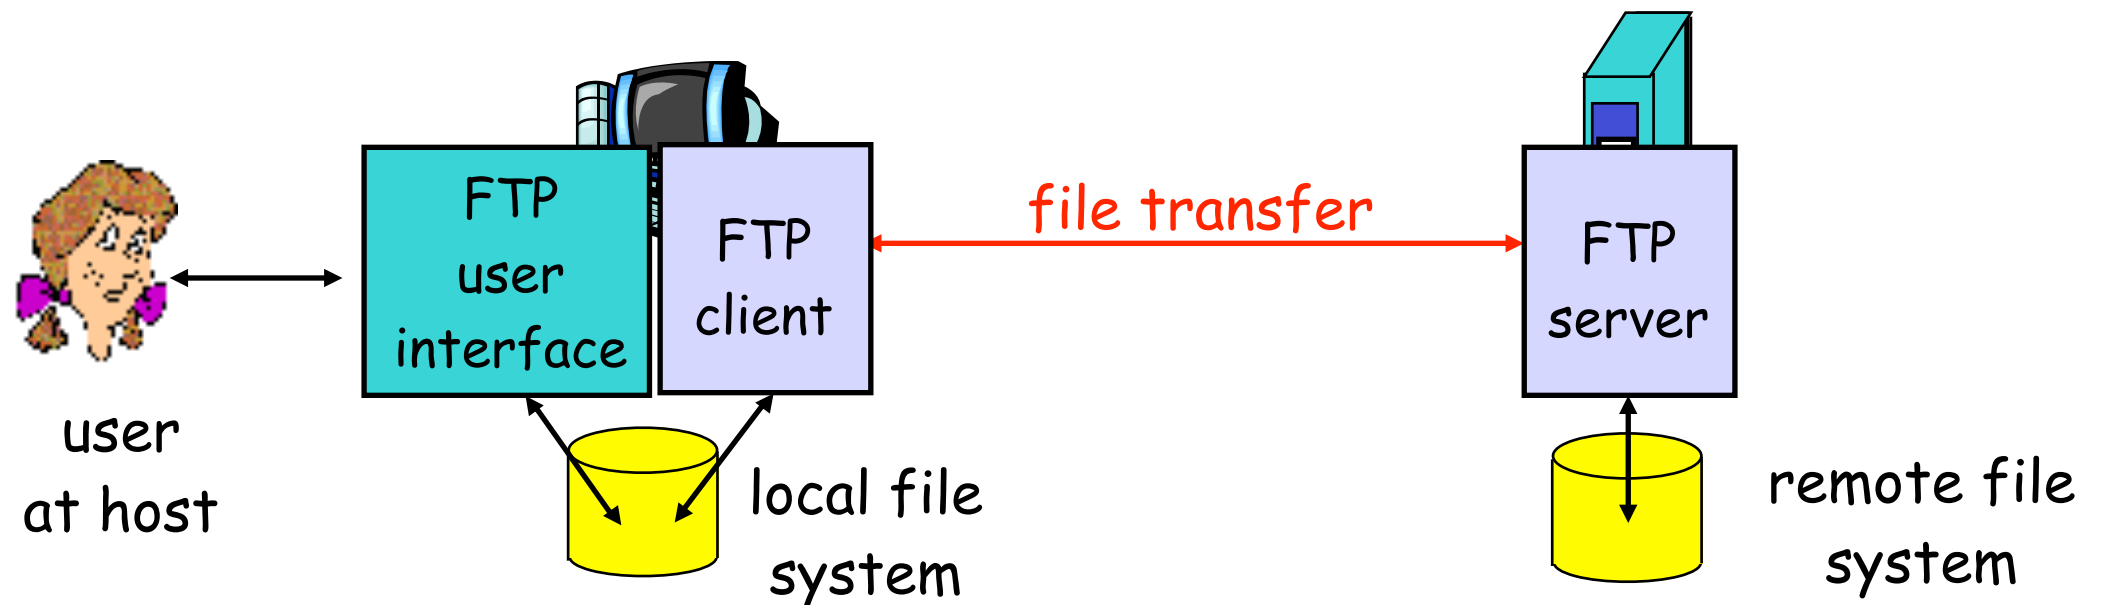 user
at host
FTP
user
interface
FTP
client
local file
system
file transfer
FTP
server
remote file
system